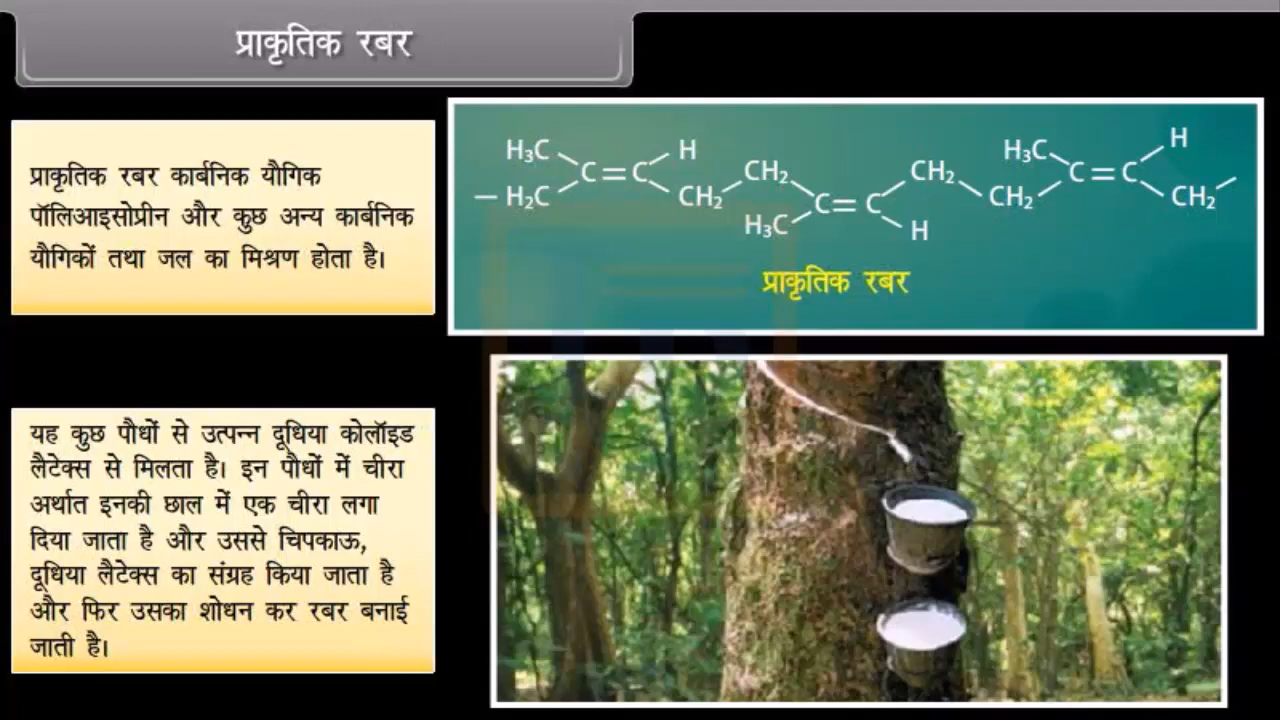 प्राकृतिक रबर
प्राकृतिक रबर कार्बनिक यौगिक
पॉलिआइसोप्रीन और कुछ अन्य कार्बनिक
यौगिकों तथा जल का मिश्रण होता है।
H₃C H CH₂ CH₂ H₃C H
C=C C=C
— H₂C CH₂ C=C CH₂ CH₂
H₃C H
प्राकृतिक रबर
यह कुछ पौधों से उत्पन्न दूधिया कोलॉइड
लैटेक्स से मिलता है। इन पौधों में चीरा
अर्थात इनकी छाल में एक चीरा लगा
दिया जाता है और उससे चिपकाऊ,
दूधिया लैटेक्स का संग्रह किया जाता है
और फिर उसका शोधन कर रबर बनाई
जाती है।